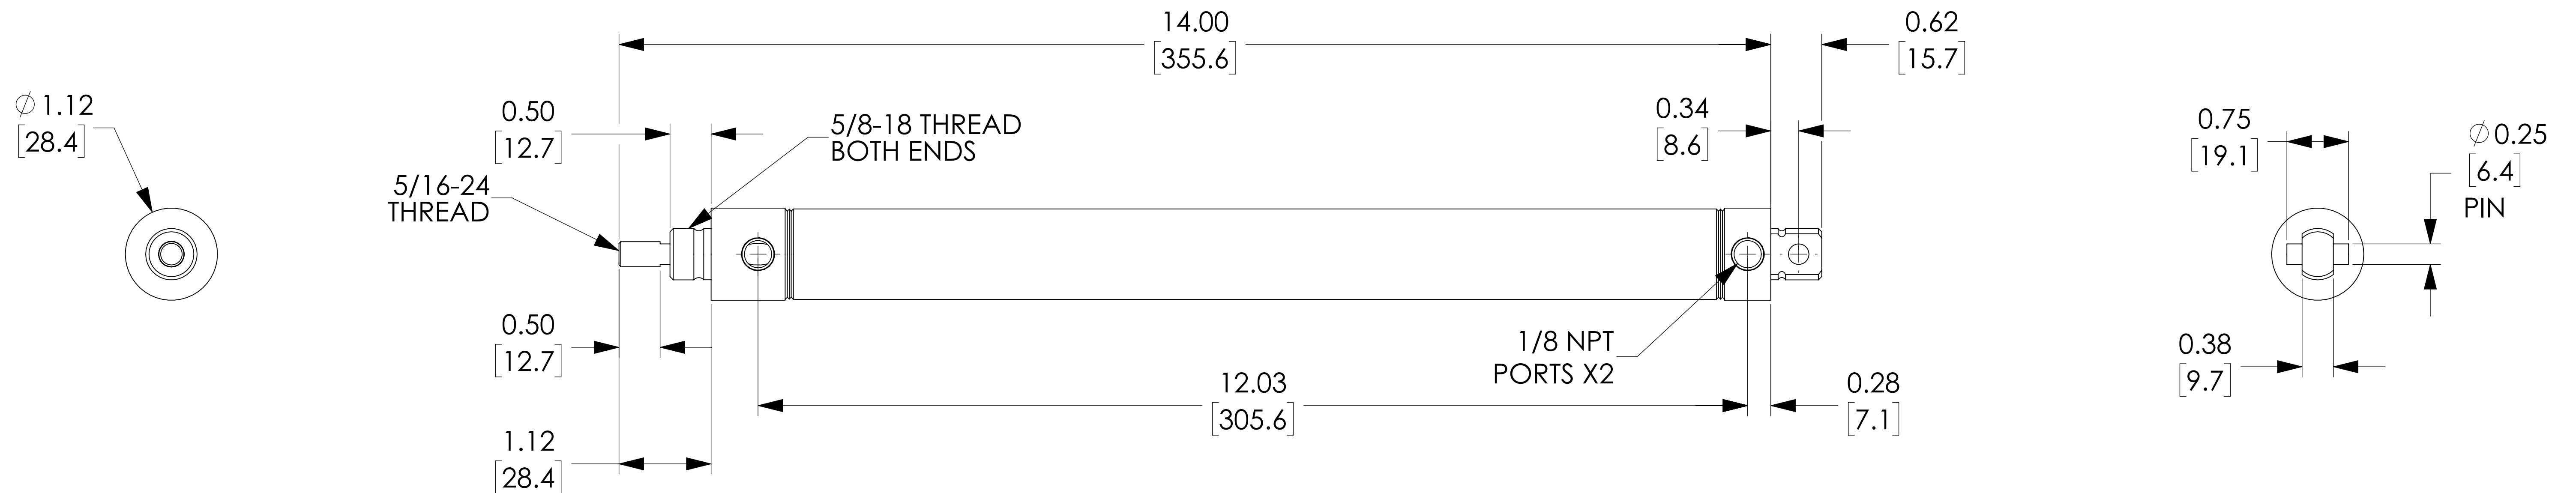 14.00
[355.6]
0.62
[15.7]
Ø 1.12
[28.4]
0.50
[12.7]
5/8-18 THREAD
BOTH ENDS
0.34
[8.6]
0.75
[19.1]
Ø 0.25
[6.4]
PIN
5/16-24
THREAD
0.50
[12.7]
1/8 NPT
PORTS X2
0.38
[9.7]
12.03
[305.6]
0.28
[7.1]
1.12
[28.4]